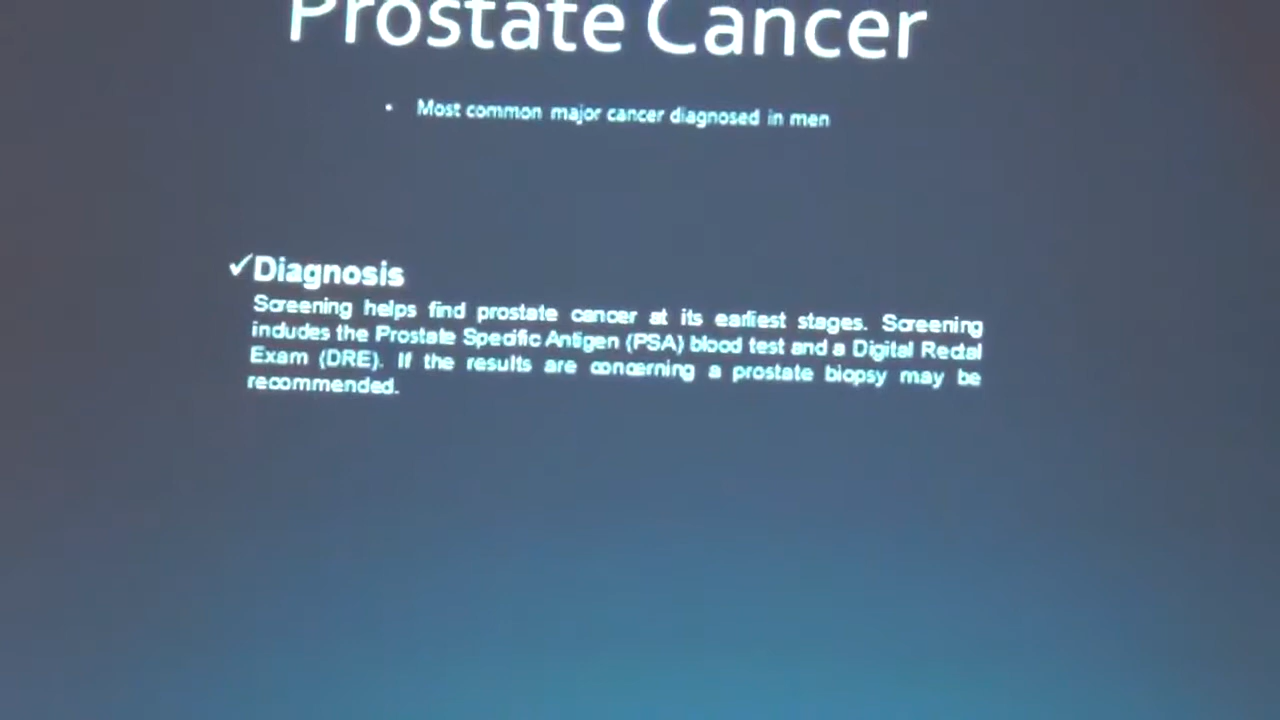 Prostate Cancer
• Most common major cancer diagnosed in men
✓Diagnosis
Screening helps find prostate cancer at its earliest stages. Screening
includes the Prostate Specific Antigen (PSA) blood test and a Digital Rectal
Exam (DRE). If the results are concerning a prostate biopsy may be
recommended.